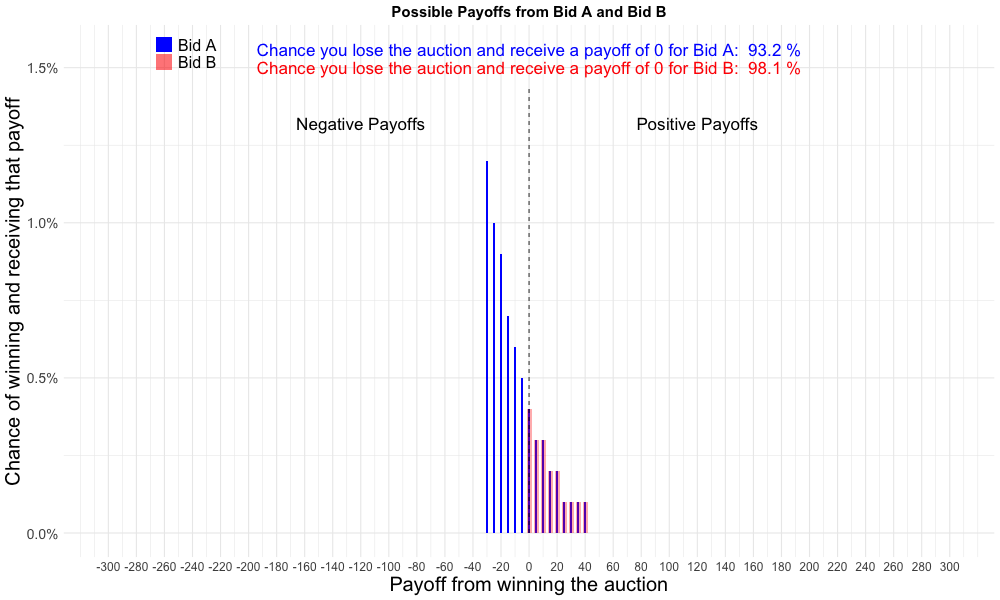 Possible Payoffs from Bid A and Bid B
Bid A
Bid B
Chance you lose the auction and receive a payoff of 0 for Bid A:  93.2 %
Chance you lose the auction and receive a payoff of 0 for Bid B:  98.1 %
Negative Payoffs
Positive Payoffs
Chance of winning and receiving that payoff
1.5%
1.0%
0.5%
0.0%
-300 -280 -260 -240 -220 -200 -180 -160 -140 -120 -100 -80 -60 -40 -20 0 20 40 60 80 100 120 140 160 180 200 220 240 260 280 300
Payoff from winning the auction